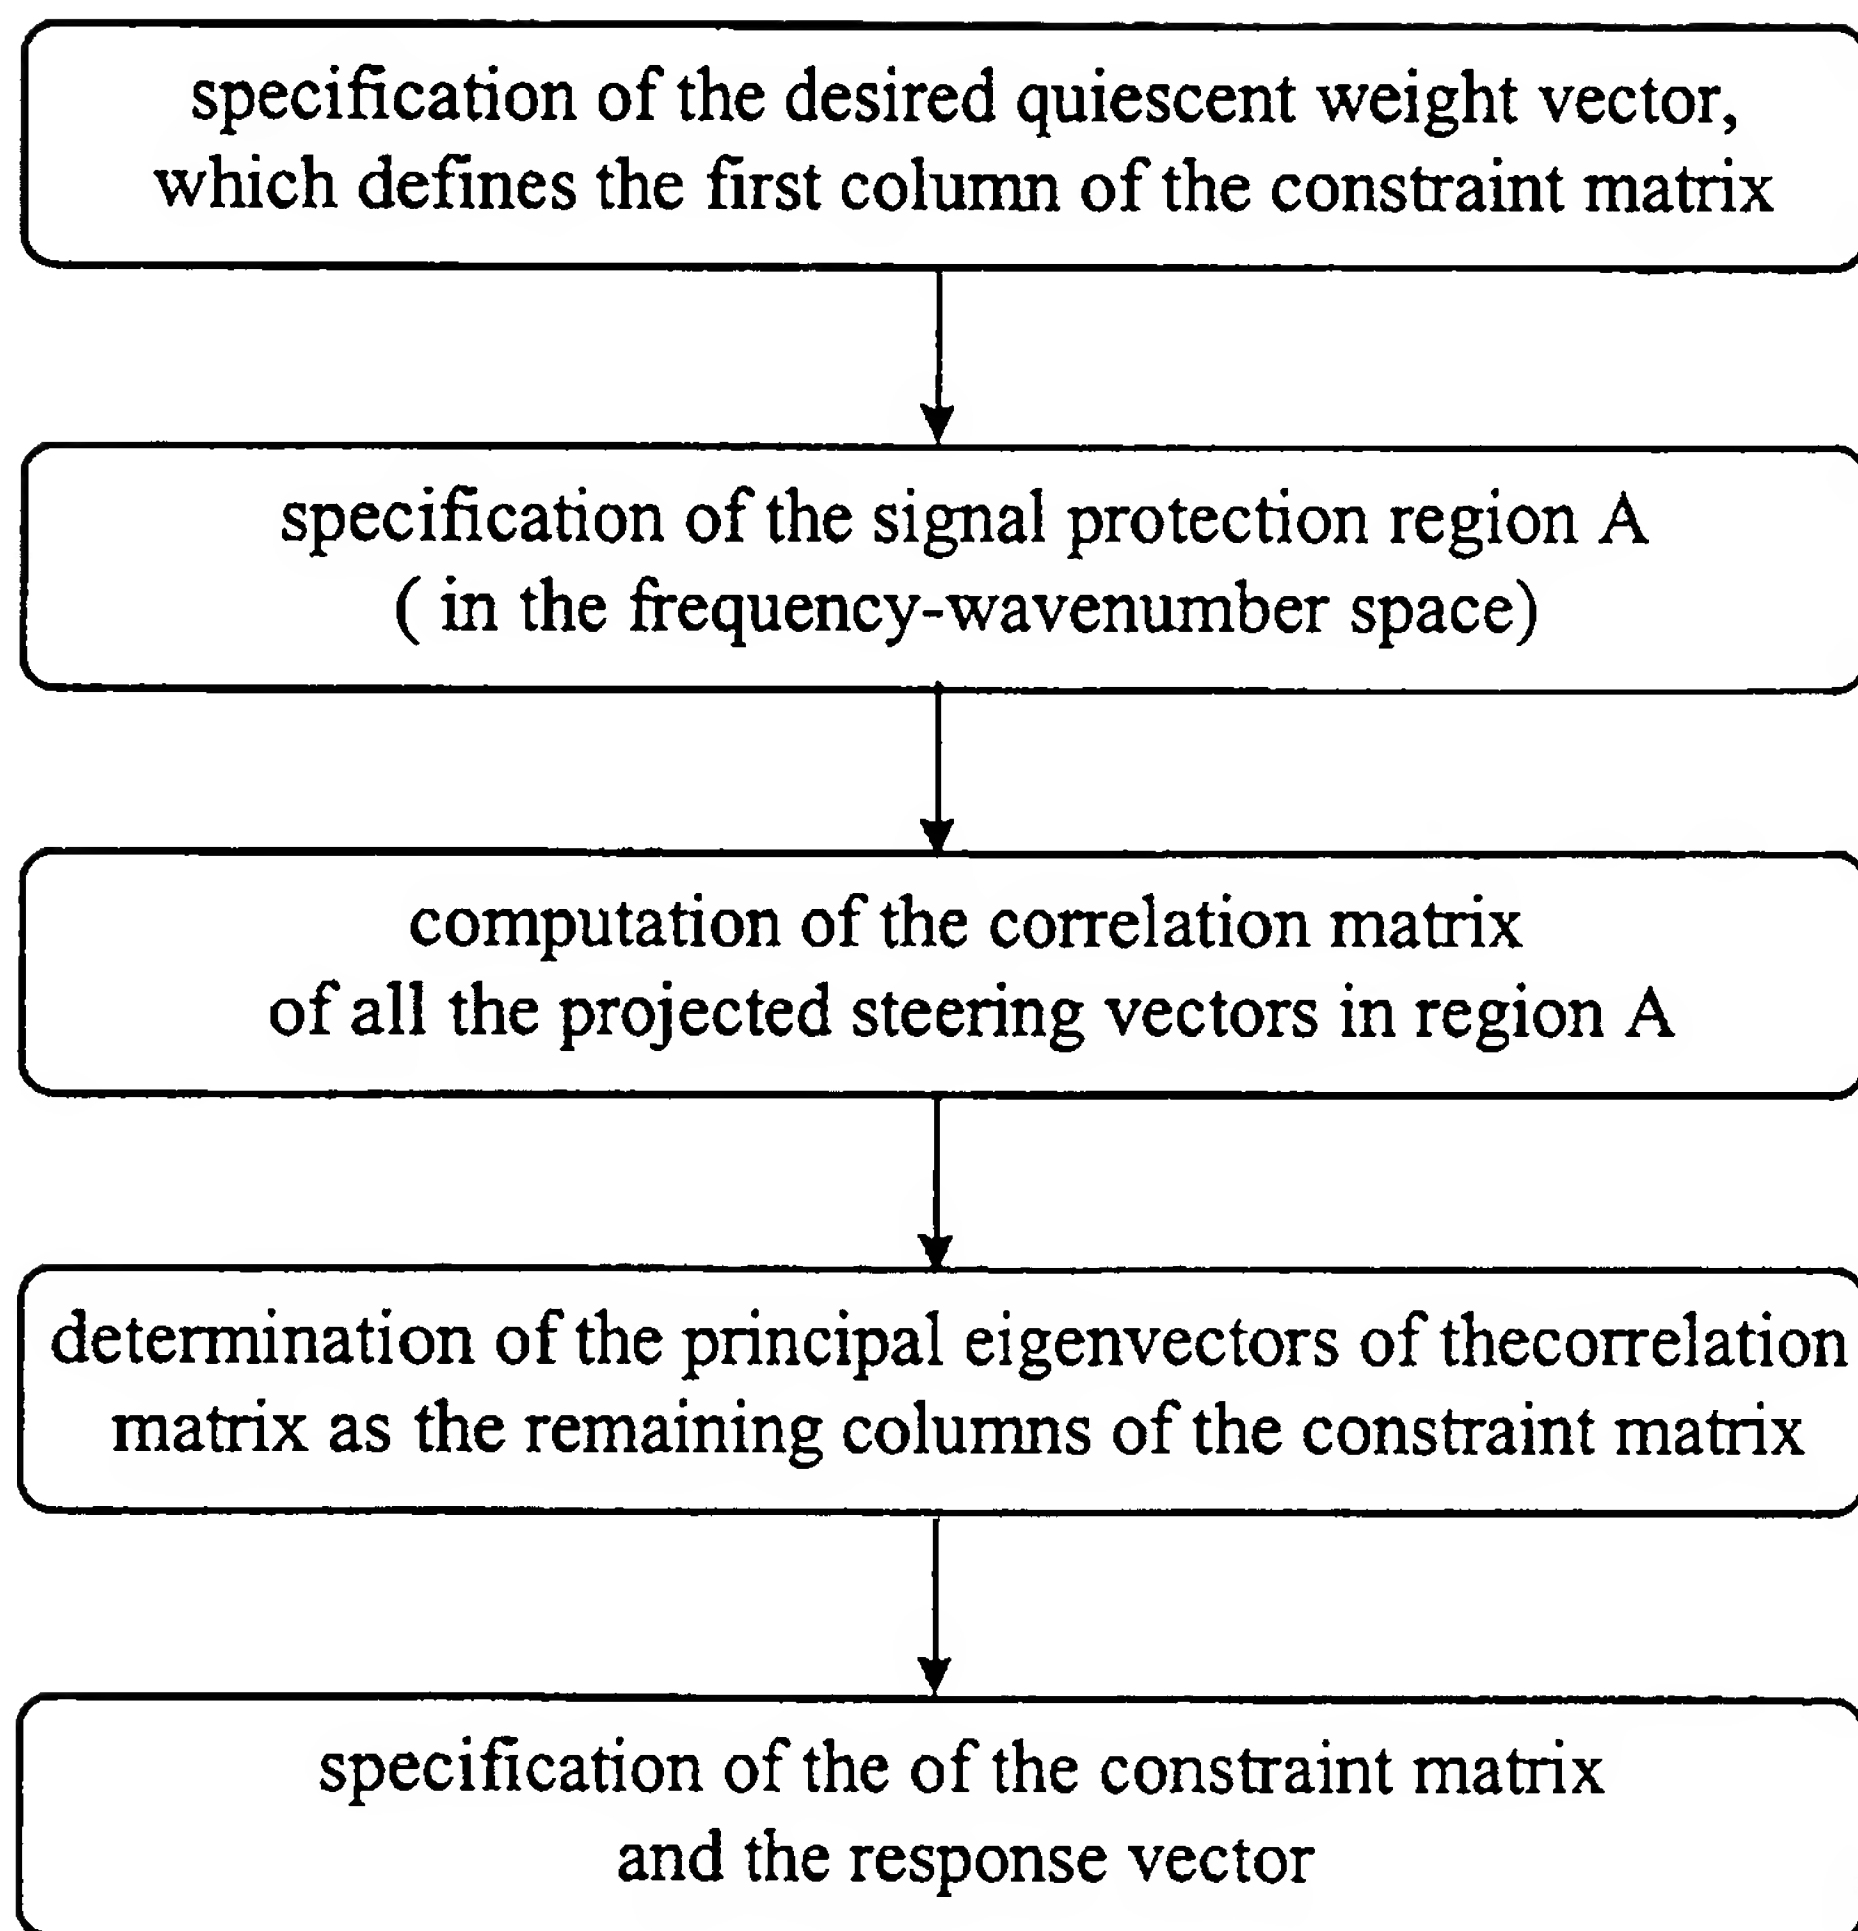 specification of the desired quiescent weight vector,
which defines the first column of the constraint matrix
specification of the signal protection region A
( in the frequency-wavenumber space)
computation of the correlation matrix
of all the projected steering vectors in region A
determination of the principal eigenvectors of thecorrelation
matrix as the remaining columns of the constraint matrix
specification of the of the constraint matrix
and the response vector